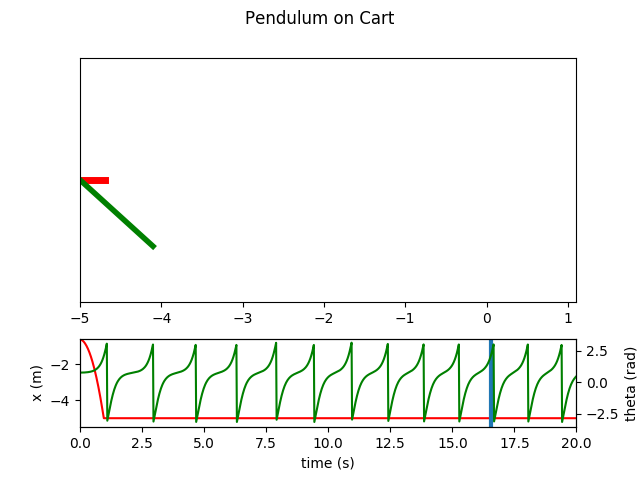 Pendulum on Cart
−5 −4 −3 −2 −1 0 1
−2
−4
x (m)
2.5
0.0
−2.5
theta (rad)
0.0 2.5 5.0 7.5 10.0 12.5 15.0 17.5 20.0
time (s)